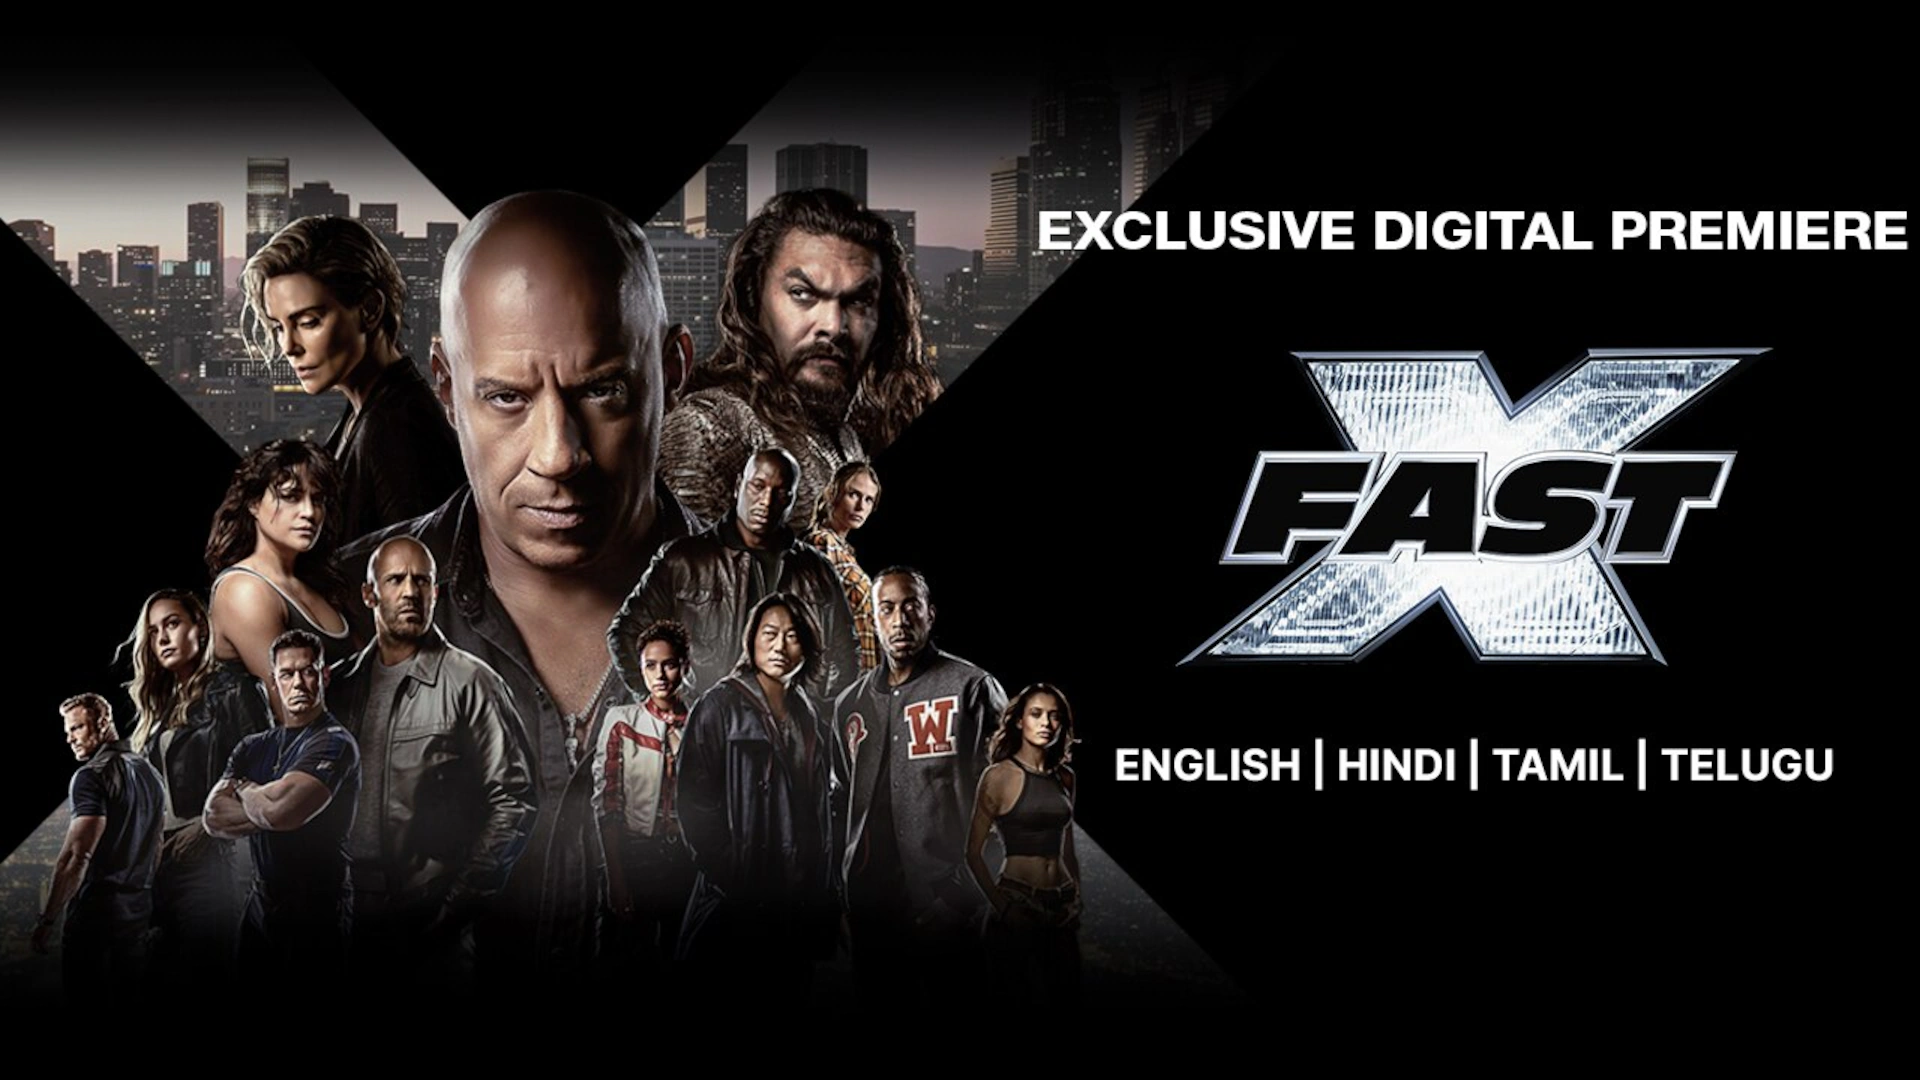 EXCLUSIVE DIGITAL PREMIERE
FAST X
ENGLISH | HINDI | TAMIL | TELUGU
W